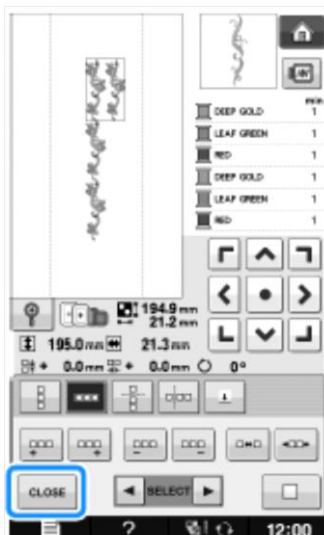 min
DEEP GOLD 1
LEAF GREEN 1
RED 1
DEEP GOLD 1
LEAF GREEN 1
RED 1
194.9 mm
21.2 mm
195.0 mm 21.3 mm
+ 0.0 mm + 0.0 mm 0°
CLOSE SELECT
? 12:00